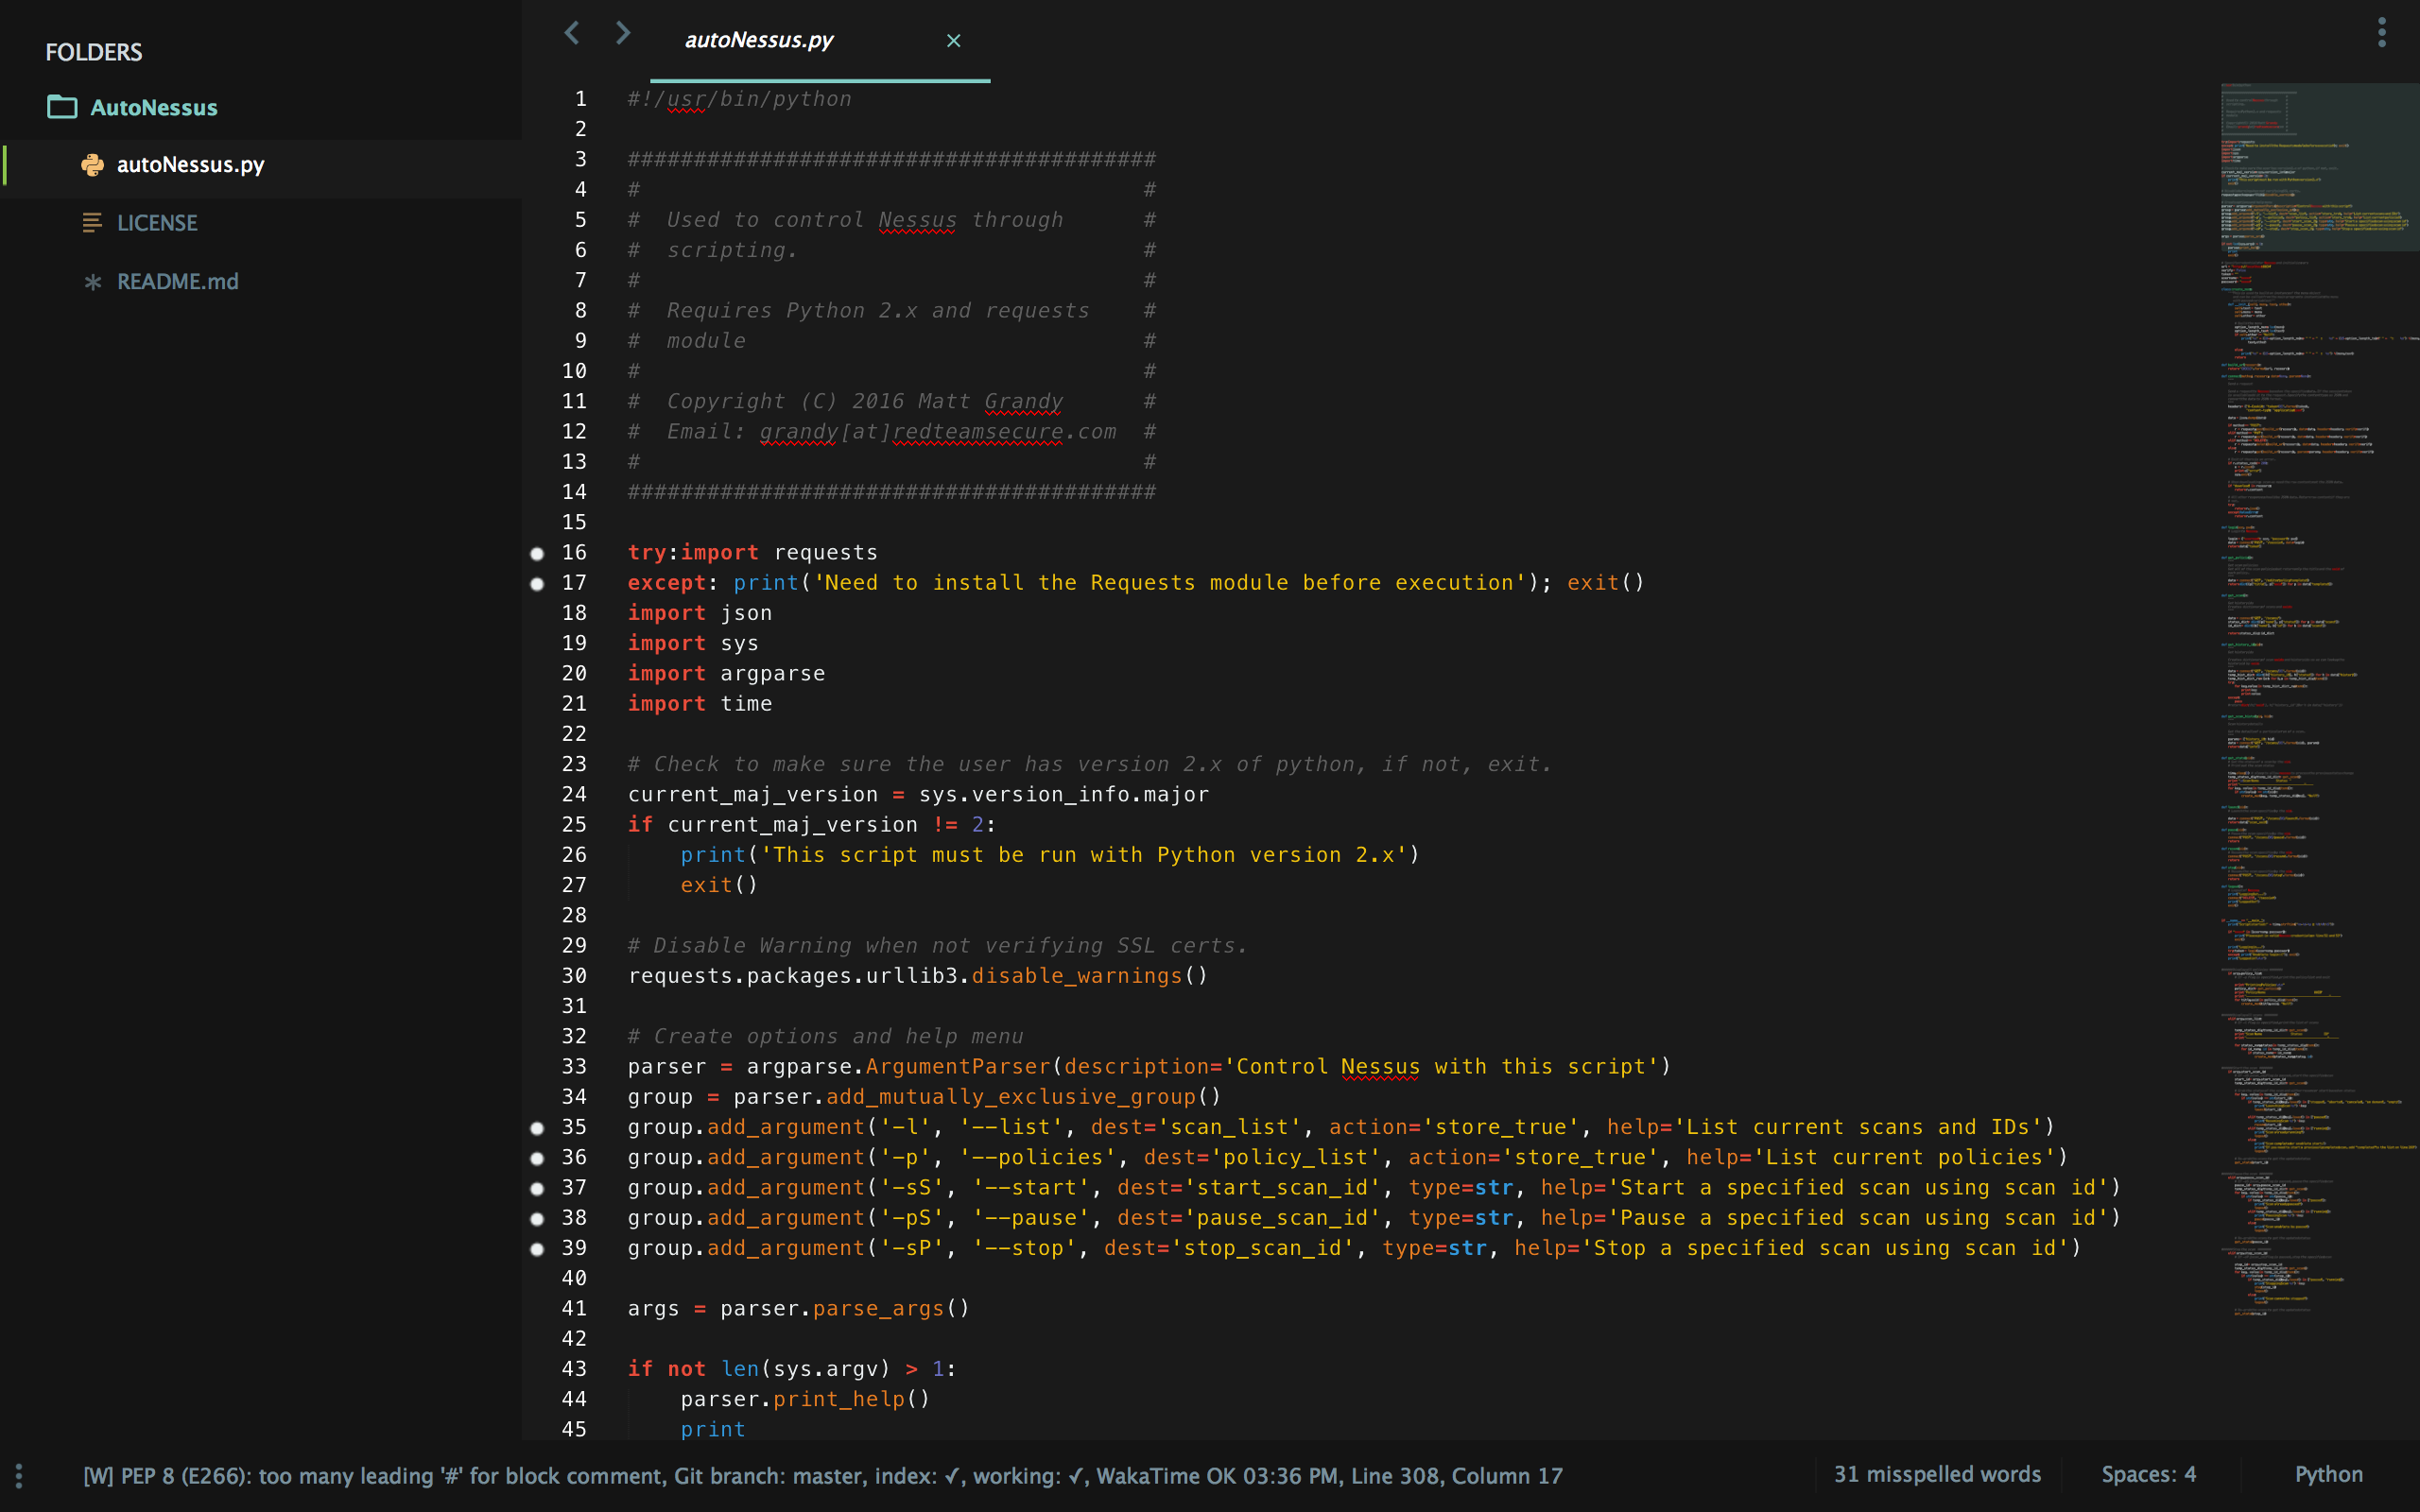 FOLDERS
AutoNessus
autoNessus.py
LICENSE
README.md
autoNessus.py
1 #!/usr/bin/python
2
3 ########################################
4 # #
5 # Used to control Nessus through #
6 # scripting. #
7 # #
8 # Requires Python 2.x and requests #
9 # module #
10 # #
11 # Copyright (C) 2016 Matt Grandy #
12 # Email: grandy[at]redteamsecure.com #
13 # #
14 ########################################
15
16 try:import requests
17 except: print('Need to install the Requests module before execution'); exit()
18 import json
19 import sys
20 import argparse
21 import time
22
23 # Check to make sure the user has version 2.x of python, if not, exit.
24 current_maj_version = sys.version_info.major
25 if current_maj_version != 2:
26     print('This script must be run with Python version 2.x')
27     exit()
28
29 # Disable Warning when not verifying SSL certs.
30 requests.packages.urllib3.disable_warnings()
31
32 # Create options and help menu
33 parser = argparse.ArgumentParser(description='Control Nessus with this script')
34 group = parser.add_mutually_exclusive_group()
35 group.add_argument('-l', '--list', dest='scan_list', action='store_true', help='List current scans and IDs')
36 group.add_argument('-p', '--policies', dest='policy_list', action='store_true', help='List current policies')
37 group.add_argument('-sS', '--start', dest='start_scan_id', type=str, help='Start a specified scan using scan id')
38 group.add_argument('-pS', '--pause', dest='pause_scan_id', type=str, help='Pause a specified scan using scan id')
39 group.add_argument('-sP', '--stop', dest='stop_scan_id', type=str, help='Stop a specified scan using scan id')
40
41 args = parser.parse_args()
42
43 if not len(sys.argv) > 1:
44     parser.print_help()
45     print
[W] PEP 8 (E266): too many leading '#' for block comment, Git branch: master, index: ✓, working: ✓, WakaTime OK 03:36 PM, Line 308, Column 17
31 misspelled words
Spaces: 4
Python